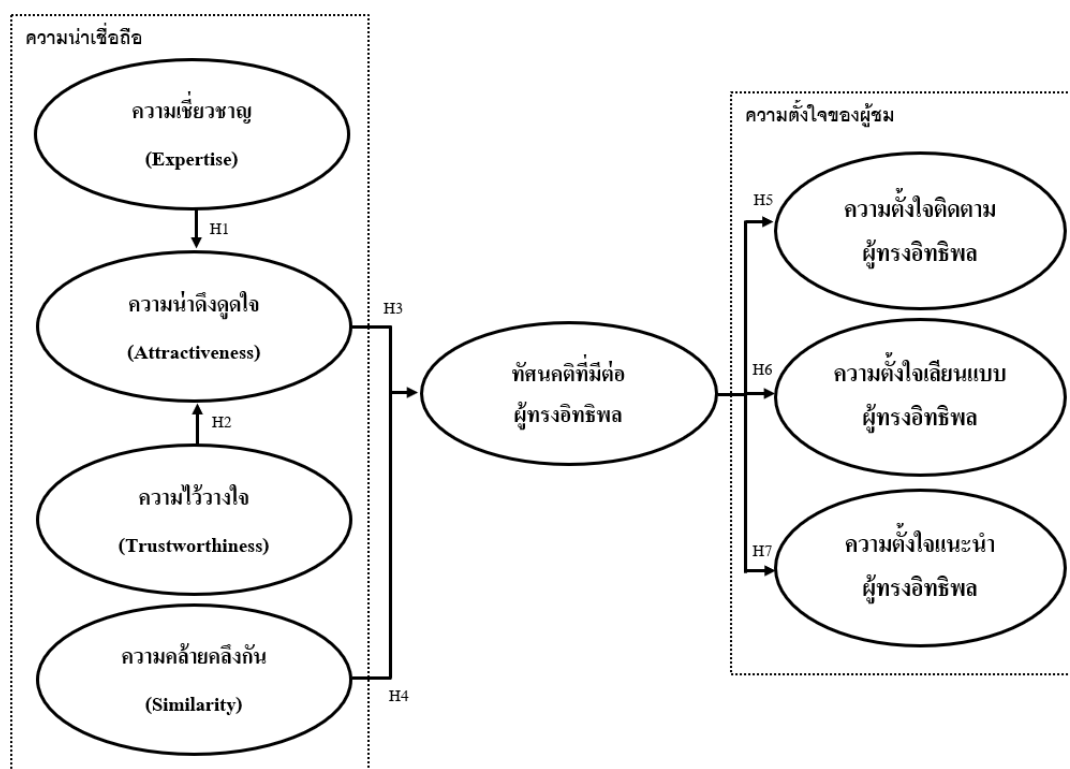 ความน่าเชื่อถือ
ความเชี่ยวชาญ
(Expertise)
H1
ความน่าดึงดูดใจ
(Attractiveness)
H2
ความไว้วางใจ
(Trustworthiness)
ความคล้ายคลึงกัน
(Similarity)
H3
H4
ทัศนคติที่มีต่อ
ผู้ทรงอิทธิพล
ความตั้งใจของผู้ชม
H5
ความตั้งใจติดตาม
ผู้ทรงอิทธิพล
H6
ความตั้งใจเลียนแบบ
ผู้ทรงอิทธิพล
H7
ความตั้งใจแนะนำ
ผู้ทรงอิทธิพล